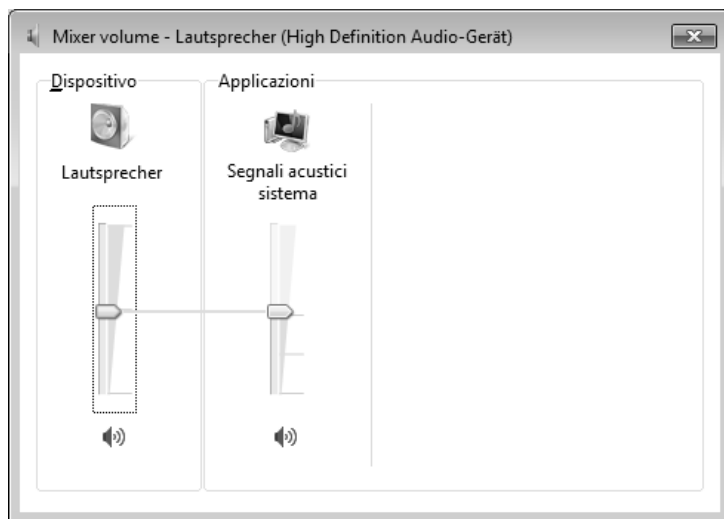 Mixer volume - Lautsprecher (High Definition Audio-Gerät)
Dispositivo
Applicazioni
Lautsprecher
Segnali acustici
sistema